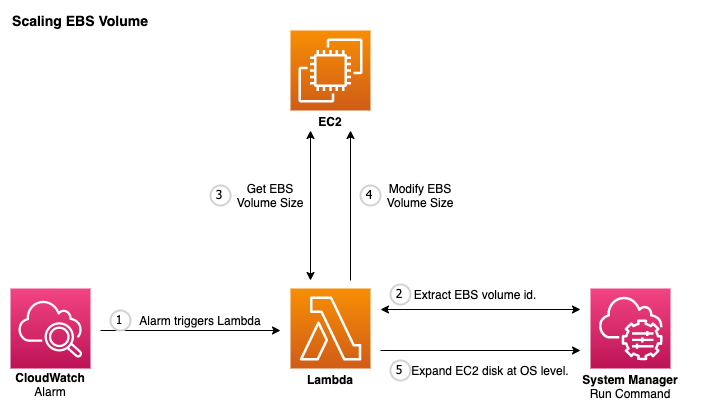 Scaling EBS Volume
EC2
3
Get EBS
Volume Size
4
Modify EBS
Volume Size
1
Alarm triggers Lambda
2
Extract EBS volume id.
5
Expand EC2 disk at OS level.
CloudWatch
Alarm
Lambda
System Manager
Run Command